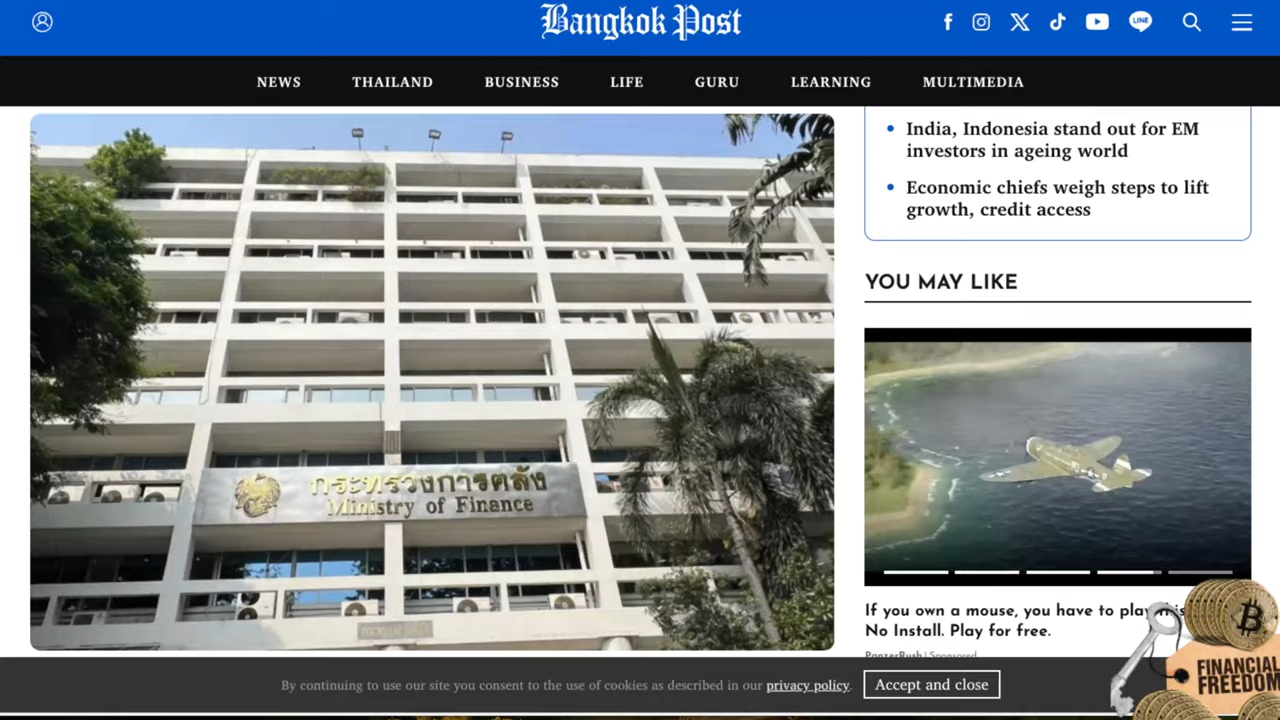 Bangkok Post
LINE
NEWS
THAILAND
BUSINESS
LIFE
GURU
LEARNING
MULTIMEDIA
India, Indonesia stand out for EM
investors in ageing world
Economic chiefs weigh steps to lift
growth, credit access
YOU MAY LIKE
กระทรวงการคลัง
Ministry of Finance
If you own a mouse, you have to play this
No Install. Play for free.
PanzerRush | Sponsored
By continuing to use our site you consent to the use of cookies as described in our privacy policy.
Accept and close
FINANCIAL
FREEDOM